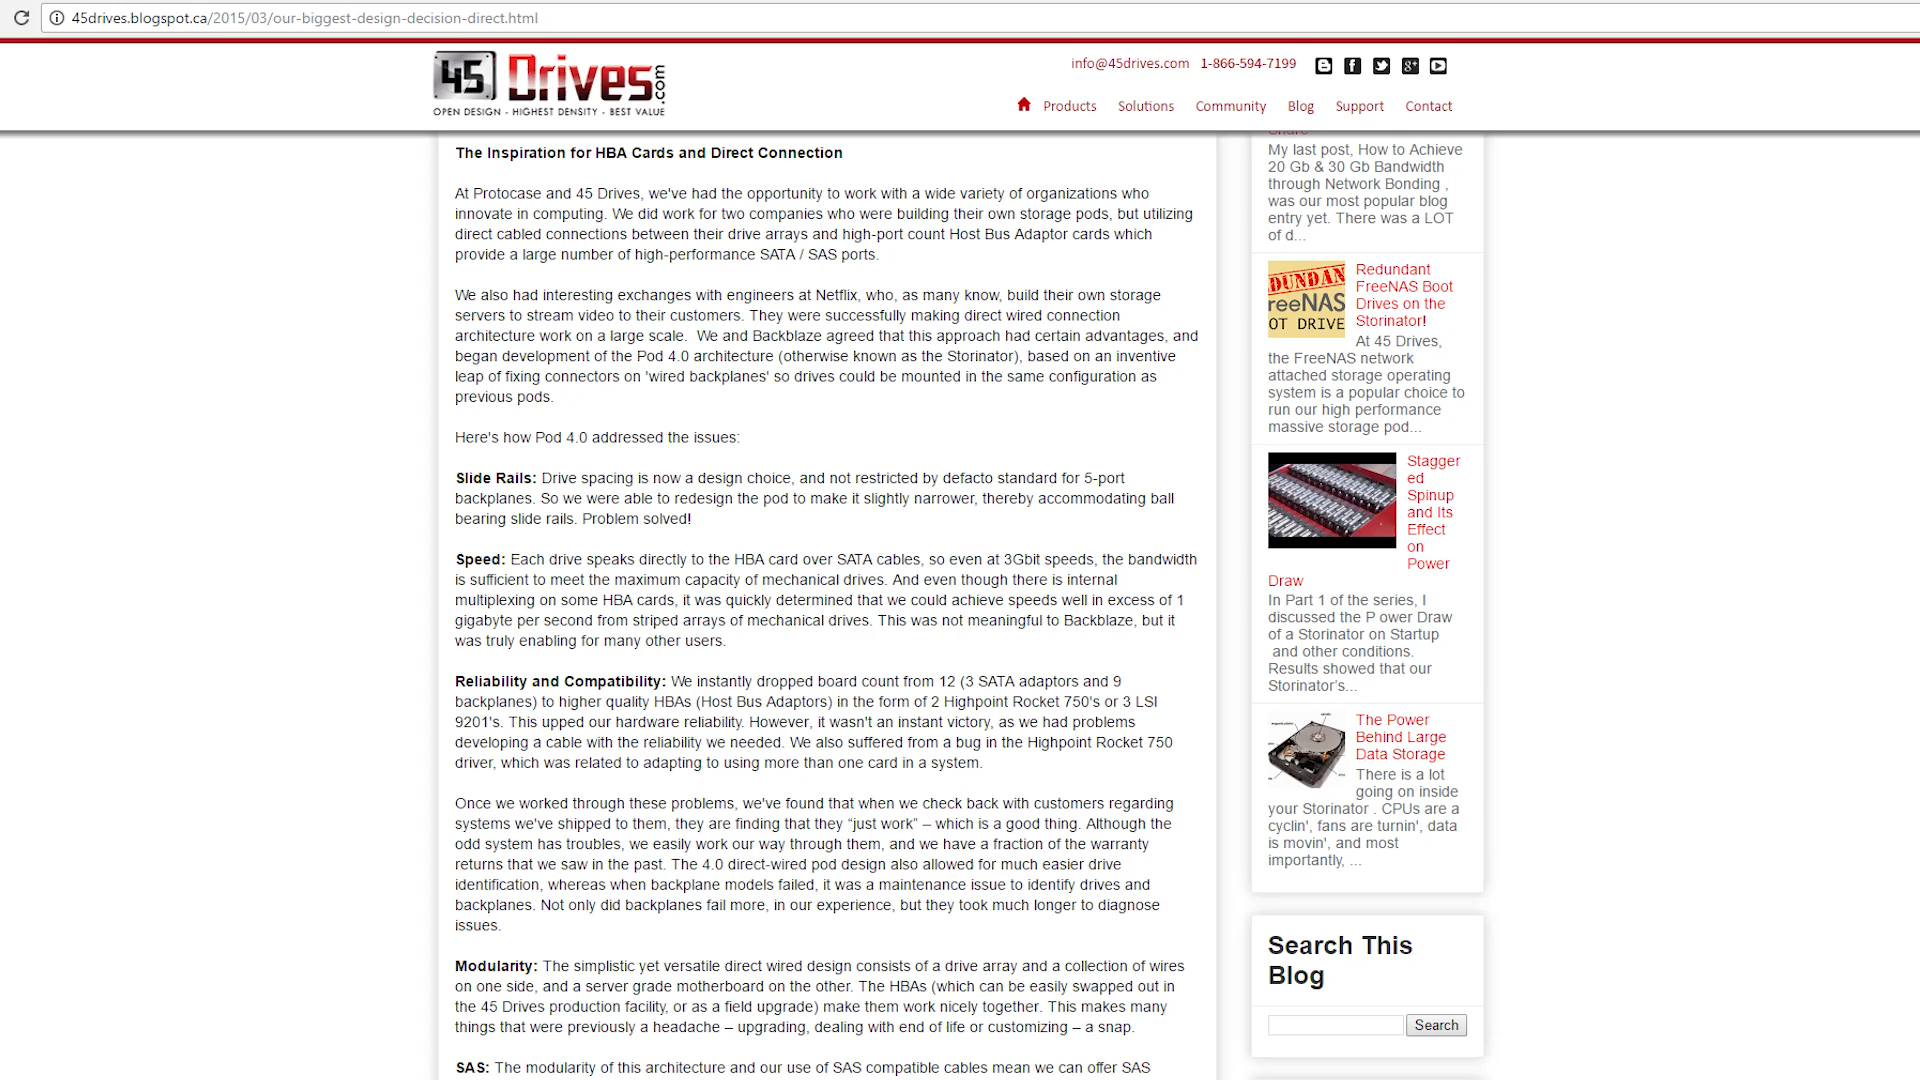 45drives.blogspot.ca/2015/03/our-biggest-design-decision-direct.html
45 Drives.com
OPEN DESIGN - HIGHEST DENSITY - BEST VALUE
info@45drives.com 1-866-594-7199
Products Solutions Community Blog Support Contact
The Inspiration for HBA Cards and Direct Connection
At Protocase and 45 Drives, we've had the opportunity to work with a wide variety of organizations who
innovate in computing. We did work for two companies who were building their own storage pods, but utilizing
direct cabled connections between their drive arrays and high-port count Host Bus Adaptor cards which
provide a large number of high-performance SATA / SAS ports.
We also had interesting exchanges with engineers at Netflix, who, as many know, build their own storage
servers to stream video to their customers. They were successfully making direct wired connection
architecture work on a large scale.  We and Backblaze agreed that this approach had certain advantages, and
began development of the Pod 4.0 architecture (otherwise known as the Storinator), based on an inventive
leap of fixing connectors on 'wired backplanes' so drives could be mounted in the same configuration as
previous pods.
Here's how Pod 4.0 addressed the issues:
Slide Rails: Drive spacing is now a design choice, and not restricted by defacto standard for 5-port
backplanes. So we were able to redesign the pod to make it slightly narrower, thereby accommodating ball
bearing slide rails. Problem solved!
Speed: Each drive speaks directly to the HBA card over SATA cables, so even at 3Gbit speeds, the bandwidth
is sufficient to meet the maximum capacity of mechanical drives. And even though there is internal
multiplexing on some HBA cards, it was quickly determined that we could achieve speeds well in excess of 1
gigabyte per second from striped arrays of mechanical drives. This was not meaningful to Backblaze, but it
was truly enabling for many other users.
Reliability and Compatibility: We instantly dropped board count from 12 (3 SATA adaptors and 9
backplanes) to higher quality HBAs (Host Bus Adaptors) in the form of 2 Highpoint Rocket 750's or 3 LSI
9201's. This upped our hardware reliability. However, it wasn't an instant victory, as we had problems
developing a cable with the reliability we needed. We also suffered from a bug in the Highpoint Rocket 750
driver, which was related to adapting to using more than one card in a system.
Once we worked through these problems, we've found that when we check back with customers regarding
systems we've shipped to them, they are finding that they “just work” – which is a good thing. Although the
odd system has troubles, we easily work our way through them, and we have a fraction of the warranty
returns that we saw in the past. The 4.0 direct-wired pod design also allowed for much easier drive
identification, whereas when backplane models failed, it was a maintenance issue to identify drives and
backplanes. Not only did backplanes fail more, in our experience, but they took much longer to diagnose
issues.
Modularity: The simplistic yet versatile direct wired design consists of a drive array and a collection of wires
on one side, and a server grade motherboard on the other. The HBAs (which can be easily swapped out in
the 45 Drives production facility, or as a field upgrade) make them work nicely together. This makes many
things that were previously a headache – upgrading, dealing with end of life or customizing – a snap.
SAS: The modularity of this architecture and our use of SAS compatible cables mean we can offer SAS
Share
My last post, How to Achieve
20 Gb & 30 Gb Bandwidth
through Network Bonding ,
was our most popular blog
entry yet. There was a LOT
of d...
DUNDAN
reeNAS
OT DRIVE
Redundant
FreeNAS Boot
Drives on the
Storinator!
At 45 Drives,
the FreeNAS network
attached storage operating
system is a popular choice to
run our high performance
massive storage pod...
Stagger
ed
Spinup
and Its
Effect
on
Power
Draw
In Part 1 of the series, I
discussed the P ower Draw
of a Storinator on Startup
and other conditions.
Results showed that our
Storinator’s...
The Power
Behind Large
Data Storage
There is a lot
going on inside
your Storinator . CPUs are a
cyclin', fans are turnin', data
is movin', and most
importantly, ...
Search This
Blog
Search